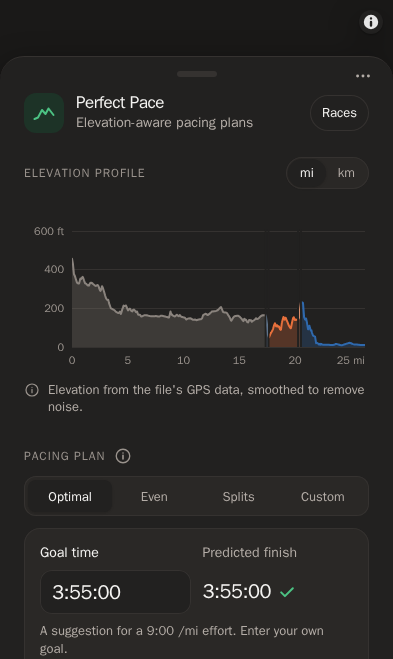 Perfect Pace
Elevation-aware pacing plans
Races
ELEVATION PROFILE
mi
km
600 ft
400
200
0
0
5
10
15
20
25 mi
Elevation from the file's GPS data, smoothed to remove
noise.
PACING PLAN
Optimal
Even
Splits
Custom
Goal time
Predicted finish
3:55:00
3:55:00
A suggestion for a 9:00 /mi effort. Enter your own
goal.